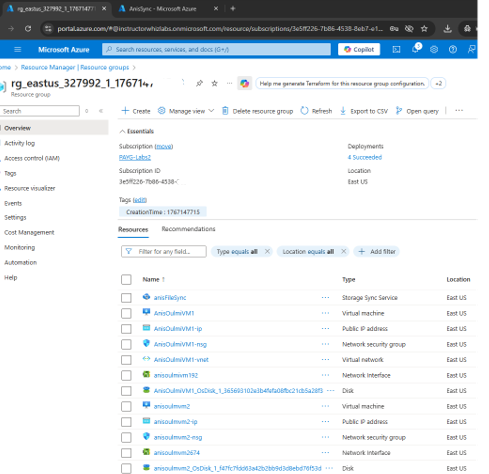 rg_eastus_327992_1_17671477
AnisSync - Microsoft Azure
portal.azure.com/#@instructorwhizlabs.onmicrosoft.com/resource/subscriptions/3e5ff226-7b86-4538-8eb7-e1...
Microsoft Azure
Search resources, services, and docs (G+/)
Copilot
Resource Manager | Resource groups
rg_eastus_327992_1_17671
Resource group
Help me generate Terraform for this resource group configuration.
+2
Search
Create
Manage view
Delete resource group
Refresh
Export to CSV
Open query
Overview
Activity log
Access control (IAM)
Tags
Resource visualizer
Events
Settings
Cost Management
Monitoring
Automation
Help
Essentials
Subscription (move)
PAYG-Labs2
Subscription ID
3e5ff226-7b86-4538-
Deployments
4 Succeeded
Location
East US
Tags (edit)
CreationTime : 1767147715
Resources
Recommendations
Filter for any field...
Type equals all
Location equals all
Add filter
Name ↑ Type Location
anisFileSync ... Storage Sync Service East US
AnisOulmiVM1 ... Virtual machine East US
AnisOulmiVM1-ip ... Public IP address East US
AnisOulmiVM1-nsg ... Network security group East US
AnisOulmiVM1-vnet ... Virtual network East US
anisoulmivm192 ... Network Interface East US
... Disk East US
anisoulmvm2 ... Virtual machine East US
anisoulmvm2-ip ... Public IP address East US
anisoulmvm2-nsg ... Network security group East US
anisoulmvm2674 ... Network Interface East US
... Disk East US